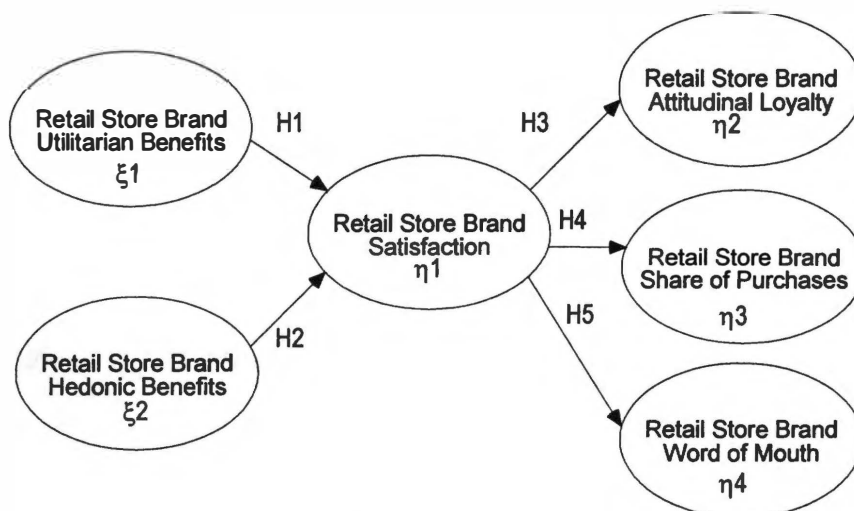 Retail Store Brand
Utilitarian Benefits
ξ1
H1
Retail Store Brand
Hedonic Benefits
ξ2
H2
Retail Store Brand
Satisfaction
η1
H3
Retail Store Brand
Attitudinal Loyalty
η2
H4
Retail Store Brand
Share of Purchases
η3
H5
Retail Store Brand
Word of Mouth
η4